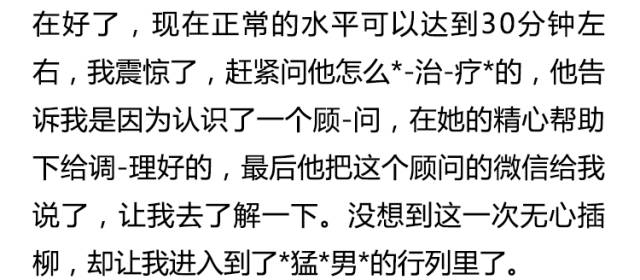 在好了，现在正常的水平可以达到30分钟左
右，我震惊了，赶紧问他怎么*-治-疗*的，他告
诉我是因为认识了一个顾-问，在她的精心帮助
下给调-理好的，最后他把这个顾问的微信给我
说了，让我去了解一下。没想到这一次无心插
柳，却让我进入到了*猛*男*的行列里了。